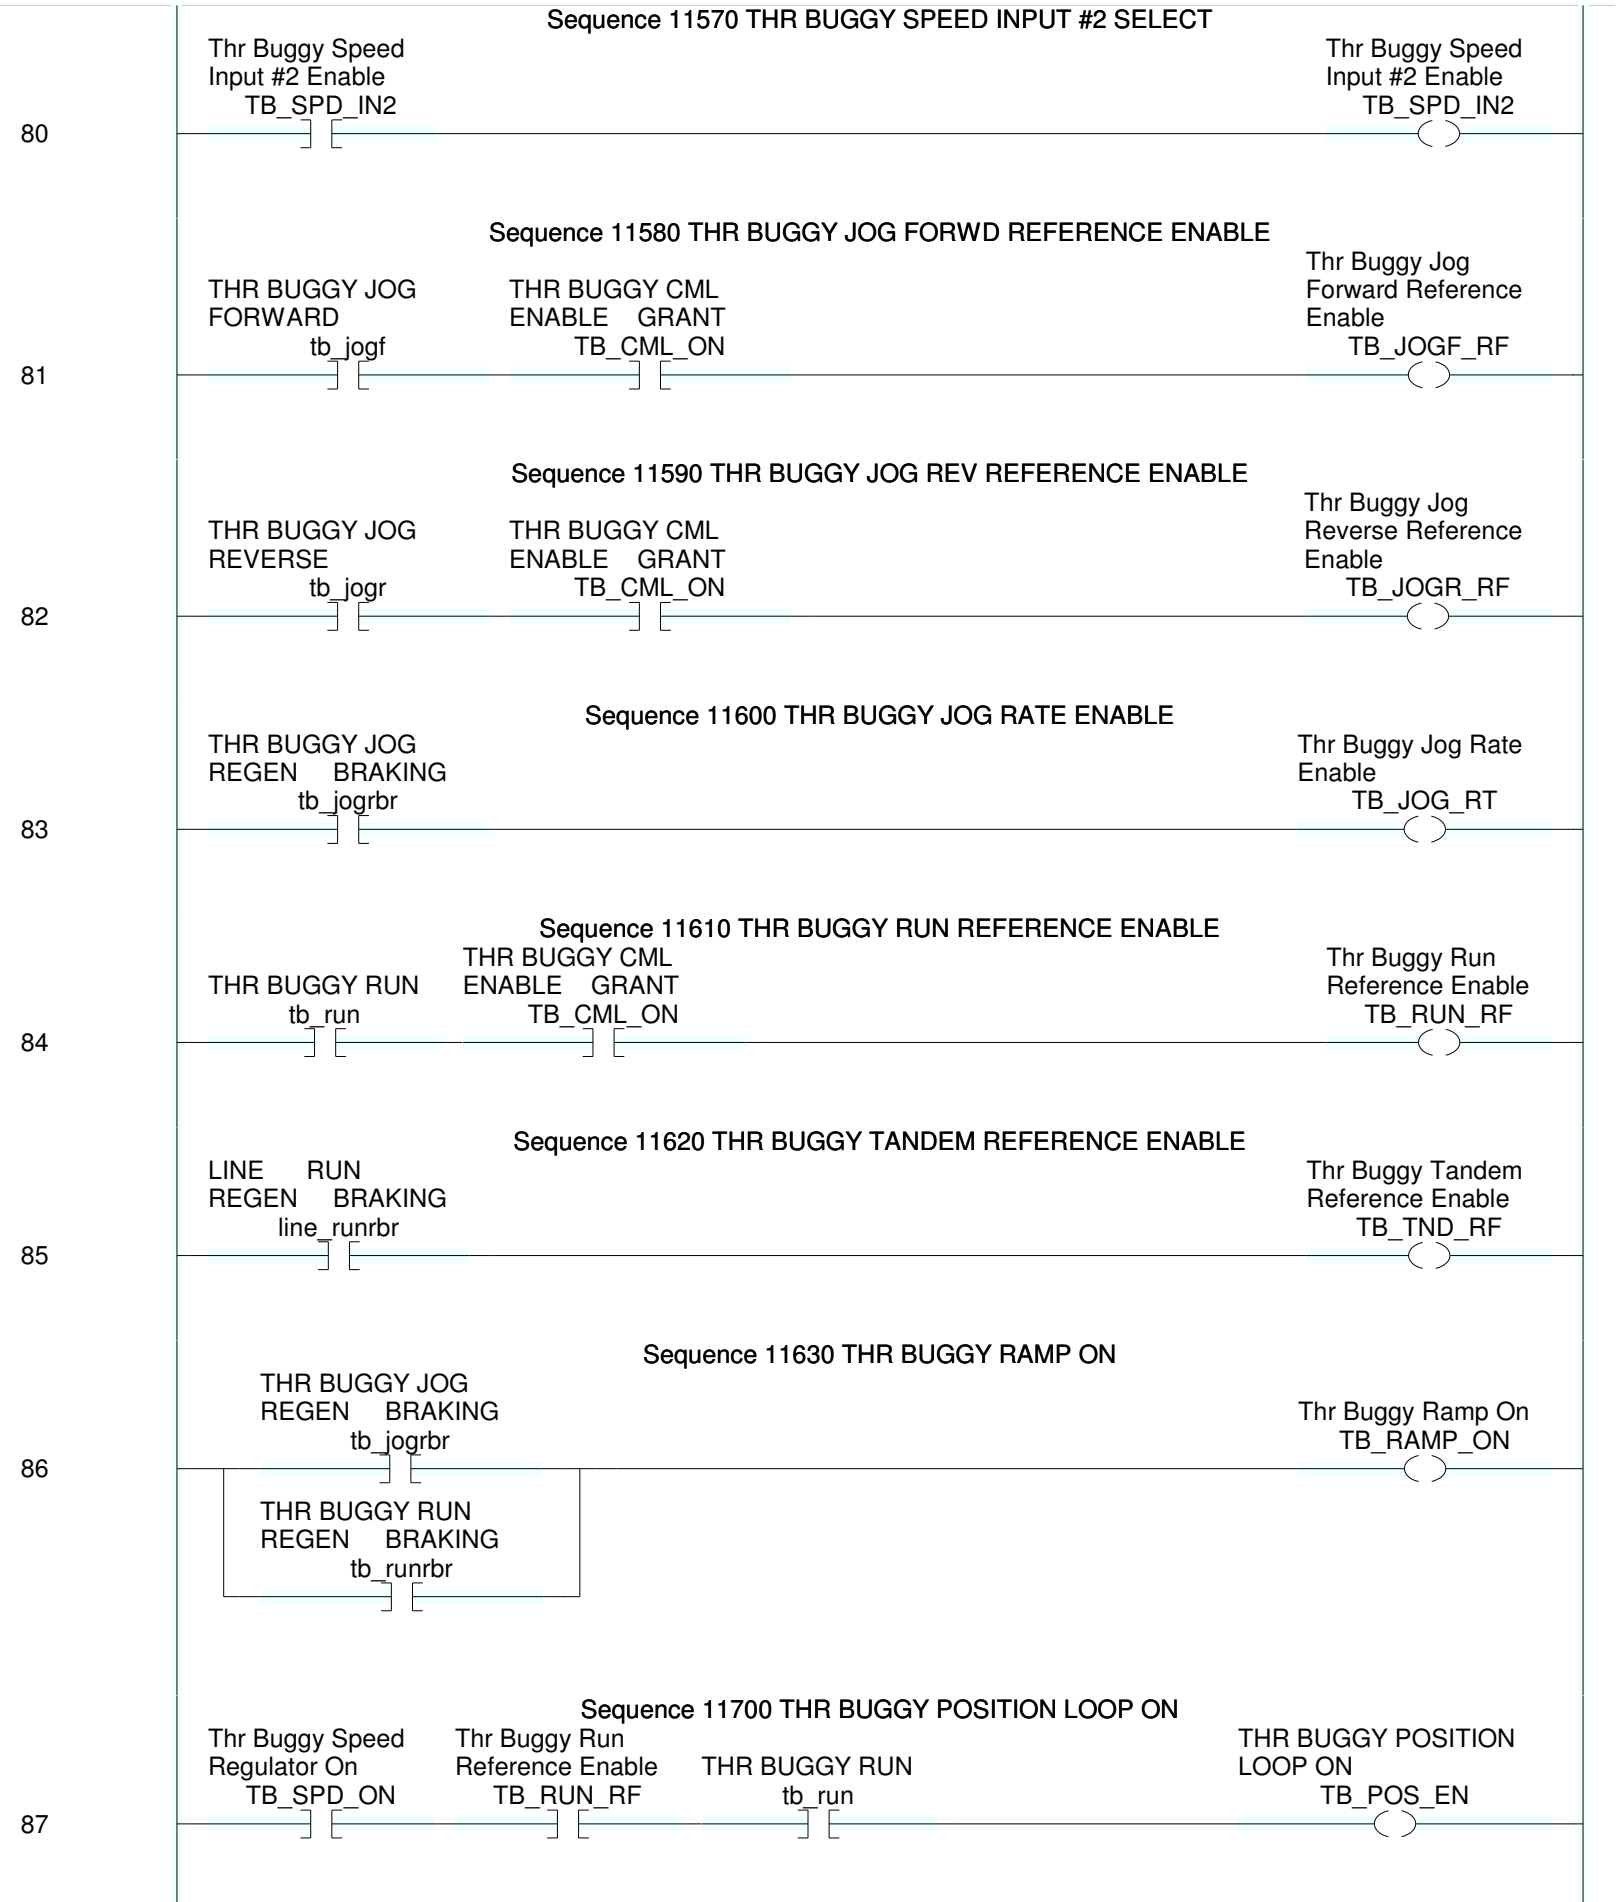 Sequence 11570 THR BUGGY SPEED INPUT #2 SELECT
Thr Buggy Speed
Input #2 Enable
TB_SPD_IN2
Thr Buggy Speed
Input #2 Enable
TB_SPD_IN2
80
Sequence 11580 THR BUGGY JOG FORWD REFERENCE ENABLE
THR BUGGY JOG
FORWARD
tb_jogf
THR BUGGY CML
ENABLE GRANT
TB_CML_ON
Thr Buggy Jog
Forward Reference
Enable
TB_JOGF_RF
81
Sequence 11590 THR BUGGY JOG REV REFERENCE ENABLE
THR BUGGY JOG
REVERSE
tb_jogr
THR BUGGY CML
ENABLE GRANT
TB_CML_ON
Thr Buggy Jog
Reverse Reference
Enable
TB_JOGR_RF
82
Sequence 11600 THR BUGGY JOG RATE ENABLE
THR BUGGY JOG
REGEN BRAKING
tb_jogrbr
Thr Buggy Jog Rate
Enable
TB_JOG_RT
83
Sequence 11610 THR BUGGY RUN REFERENCE ENABLE
THR BUGGY RUN
tb_run
THR BUGGY CML
ENABLE GRANT
TB_CML_ON
Thr Buggy Run
Reference Enable
TB_RUN_RF
84
Sequence 11620 THR BUGGY TANDEM REFERENCE ENABLE
LINE RUN
REGEN BRAKING
line_runrbr
Thr Buggy Tandem
Reference Enable
TB_TND_RF
85
Sequence 11630 THR BUGGY RAMP ON
THR BUGGY JOG
REGEN BRAKING
tb_jogrbr
Thr Buggy Ramp On
TB_RAMP_ON
86
THR BUGGY RUN
REGEN BRAKING
tb_runrbr
Sequence 11700 THR BUGGY POSITION LOOP ON
Thr Buggy Speed
Regulator On
TB_SPD_ON
Thr Buggy Run
Reference Enable
TB_RUN_RF
THR BUGGY RUN
tb_run
THR BUGGY POSITION
LOOP ON
TB_POS_EN
87